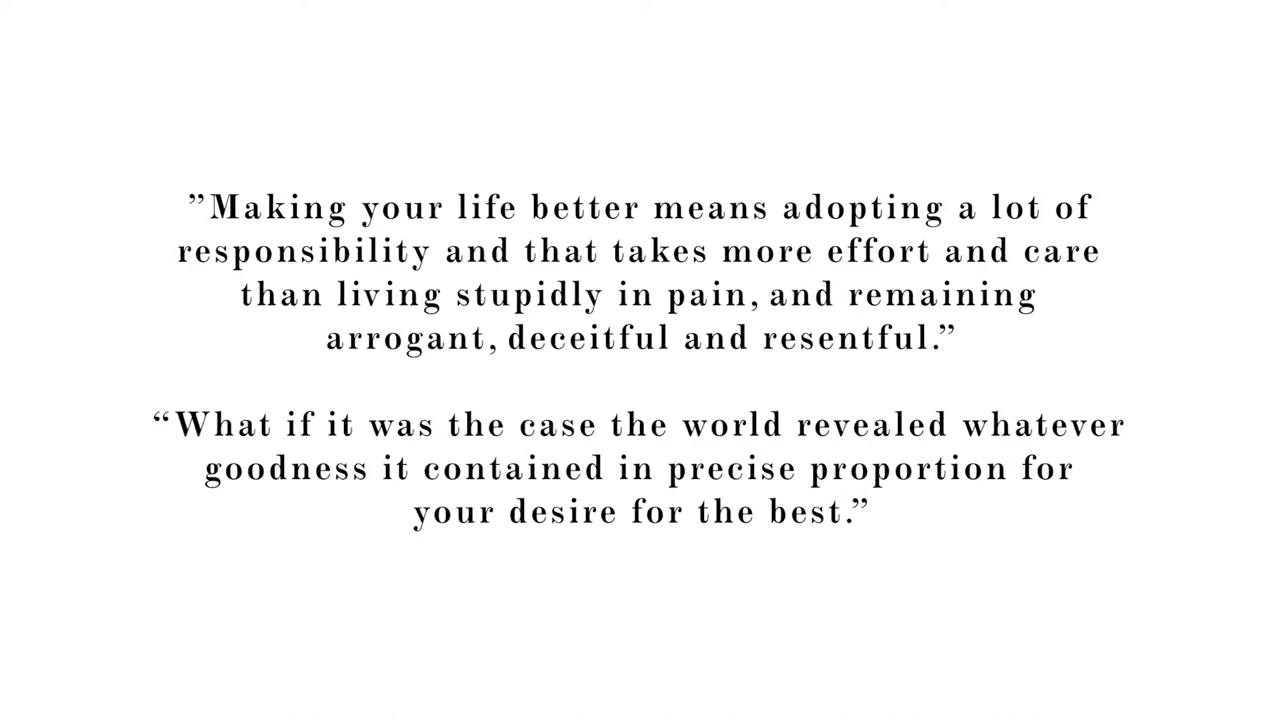 ”Making your life better means adopting a lot of
responsibility and that takes more effort and care
than living stupidly in pain, and remaining
arrogant, deceitful and resentful.”
“What if it was the case the world revealed whatever
goodness it contained in precise proportion for
your desire for the best.”